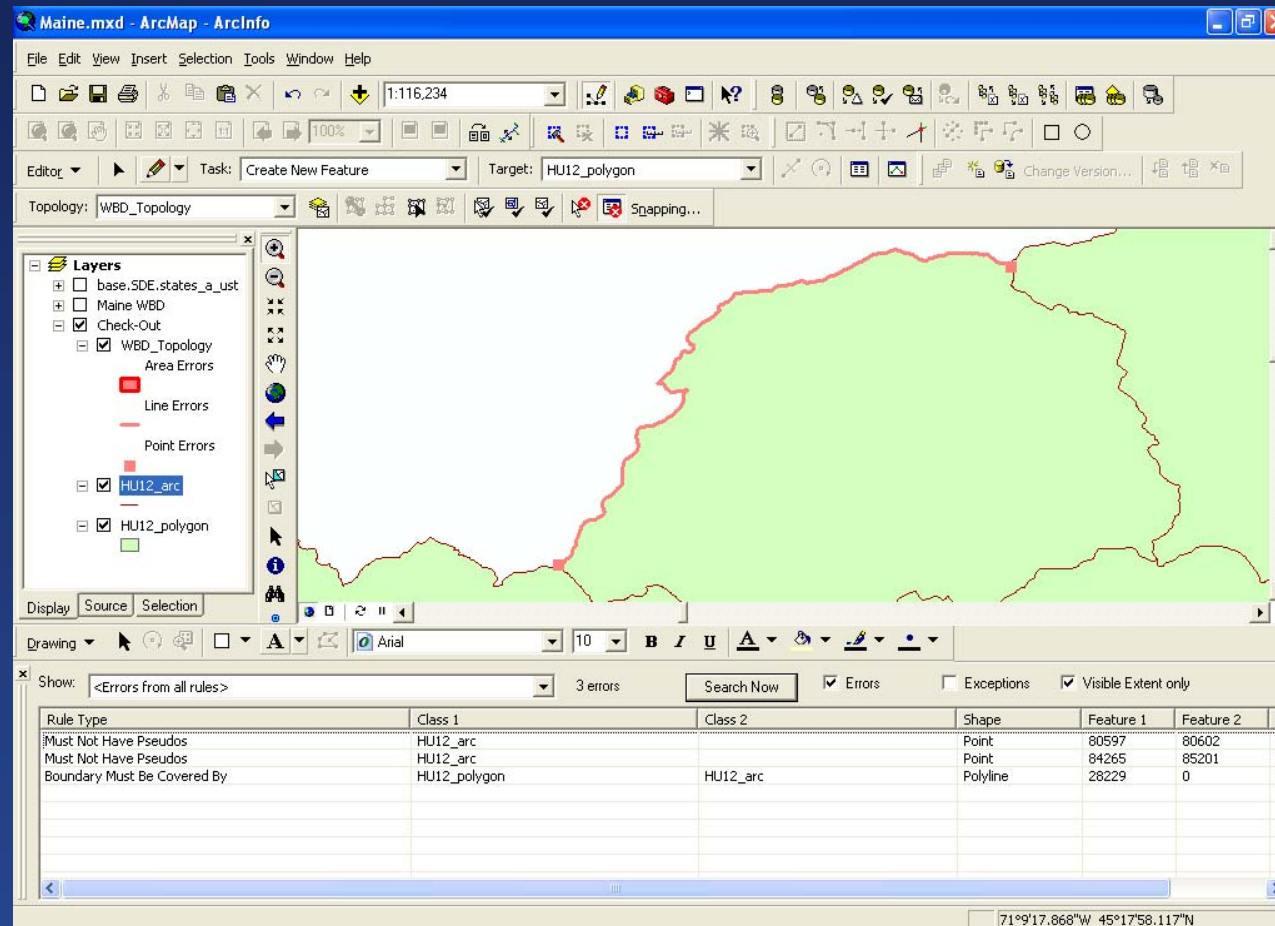 Maine.mxd - ArcMap - ArcInfo
File Edit View Insert Selection Tools Window Help
1:116,234
100%
Editor Task: Create New Feature Target: HU12_polygon Change Version...
Topology: WBD_Topology Snapping...
Layers
base.SDE.states_a_ust
Maine WBD
Check-Out
WBD_Topology
Area Errors
Line Errors
Point Errors
HU12_arc
HU12_polygon
Display Source Selection
Drawing A Arial 10 B I U A
Show: <Errors from all rules> 3 errors Search Now Errors Exceptions Visible Extent only
Rule Type Class 1 Class 2 Shape Feature 1 Feature 2
Must Not Have Pseudos HU12_arc Point 80597 80602
Must Not Have Pseudos HU12_arc Point 84265 85201
Boundary Must Be Covered By HU12_polygon HU12_arc Polyline 28229 0
71°9'17.868"W 45°17'58.117"N